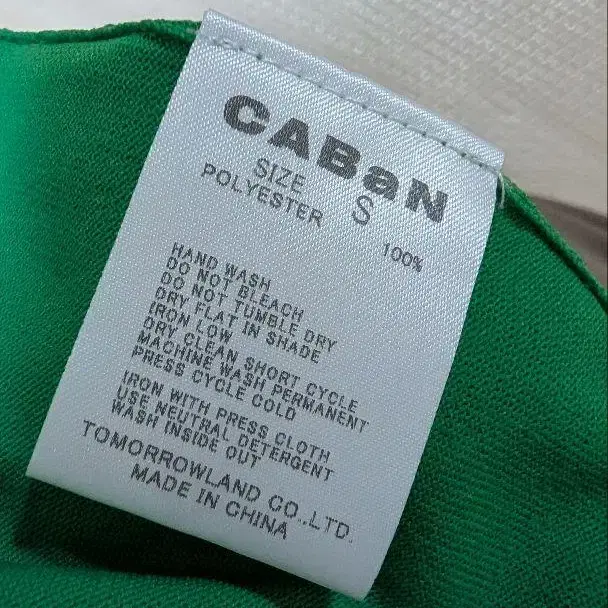 CABaN
SIZE S
POLYESTER 100%
HAND WASH
DO NOT BLEACH
DO NOT TUMBLE DRY
DRY FLAT IN SHADE
IRON LOW
DRY CLEAN SHORT CYCLE
MACHINE WASH PERMANENT
PRESS CYCLE COLD
IRON WITH PRESS CLOTH
USE NEUTRAL DETERGENT
WASH INSIDE OUT
TOMORROWLAND CO.,LTD.
MADE IN CHINA